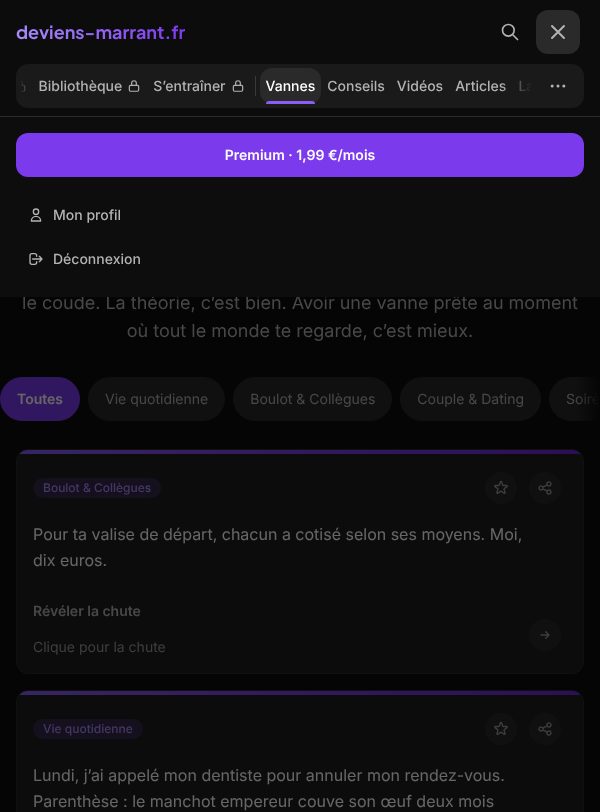 deviens-marrant.fr
Bibliothèque S'entraîner Vannes Conseils Vidéos Articles
Premium · 1,99 €/mois
Mon profil
Déconnexion
le coude. La théorie, c'est bien. Avoir une vanne prête au moment
où tout le monde te regarde, c'est mieux.
Toutes Vie quotidienne Boulot & Collègues Couple & Dating
Boulot & Collègues
Pour ta valise de départ, chacun a cotisé selon ses moyens. Moi,
dix euros.
Révéler la chute
Clique pour la chute
Vie quotidienne
Lundi, j'ai appelé mon dentiste pour annuler mon rendez-vous.
Parenthèse : le manchot empereur couve son œuf deux mois